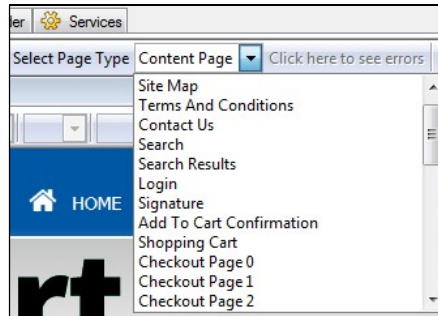 ler Services
Select Page Type Content Page Click here to see errors
Site Map
Terms And Conditions
Contact Us
Search
Search Results
Login
HOME Signature
Add To Cart Confirmation
Shopping Cart
Checkout Page 0
rt Checkout Page 1
Checkout Page 2